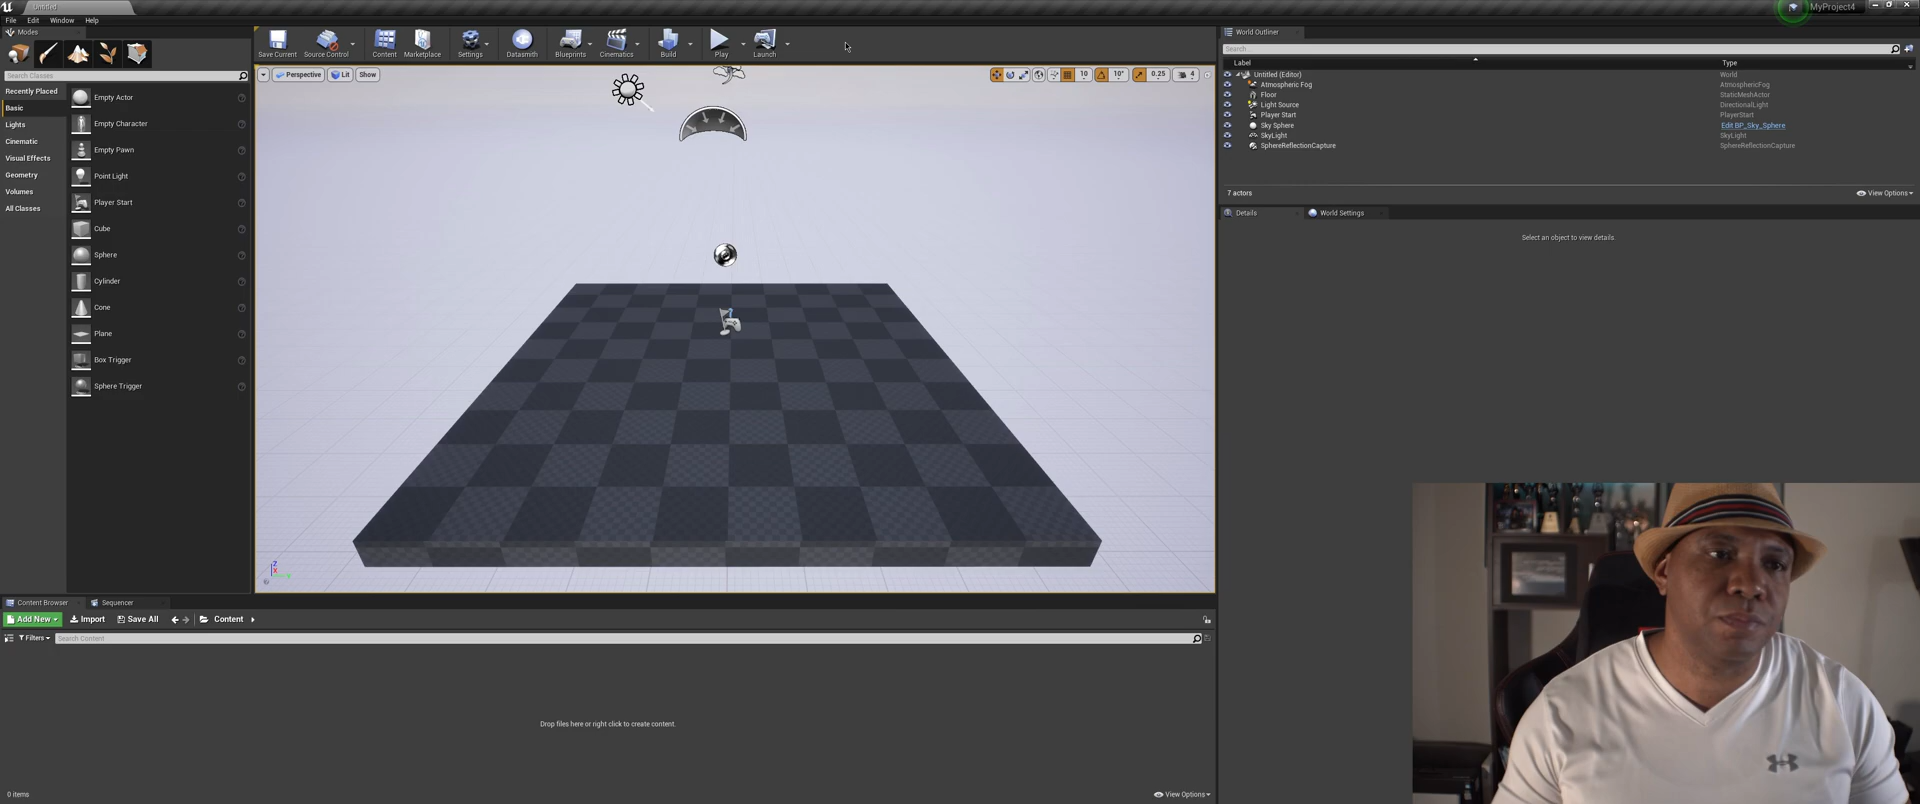 Untitled
MyProject4
File Edit Window Help
Modes
Search Classes
Recently Placed
Basic
Lights
Cinematic
Visual Effects
Geometry
Volumes
All Classes
Empty Actor
Empty Character
Empty Pawn
Point Light
Player Start
Cube
Sphere
Cylinder
Cone
Plane
Box Trigger
Sphere Trigger
Save Current Source Control Content Marketplace Settings Datasmith Blueprints Cinematics Build Play Launch
Perspective Lit Show
10 10° 0.25 4
Z
X
Y
World Outliner
Search...
Label Type
Untitled (Editor) World
Atmospheric Fog AtmosphericFog
Floor StaticMeshActor
Light Source DirectionalLight
Player Start PlayerStart
Sky Sphere Edit BP_Sky_Sphere
SkyLight SkyLight
SphereReflectionCapture SphereReflectionCapture
7 actors View Options
Details World Settings
Select an object to view details.
Content Browser Sequencer
Add New Import Save All Content
Filters Search Content
Drop files here or right click to create content.
0 items View Options